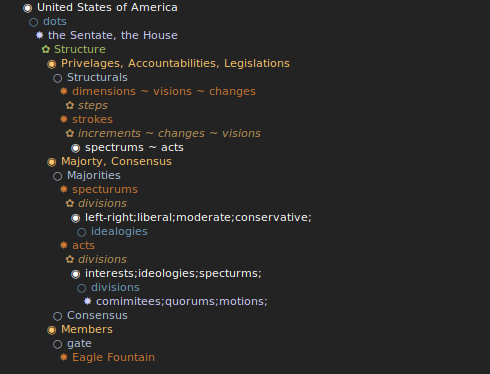 United States of America
dots
the Sentate, the House
Structure
Privelages, Accountabilities, Legislations
Structurals
dimensions ~ visions ~ changes
steps
strokes
increments ~ changes ~ visions
spectrums ~ acts
Majorty, Consensus
Majorities
specturums
divisions
left-right;liberal;moderate;conservative;
idealogies
acts
divisions
interests;ideologies;specturms;
divisions
comimitees;quorums;motions;
Consensus
Members
gate
Eagle Fountain